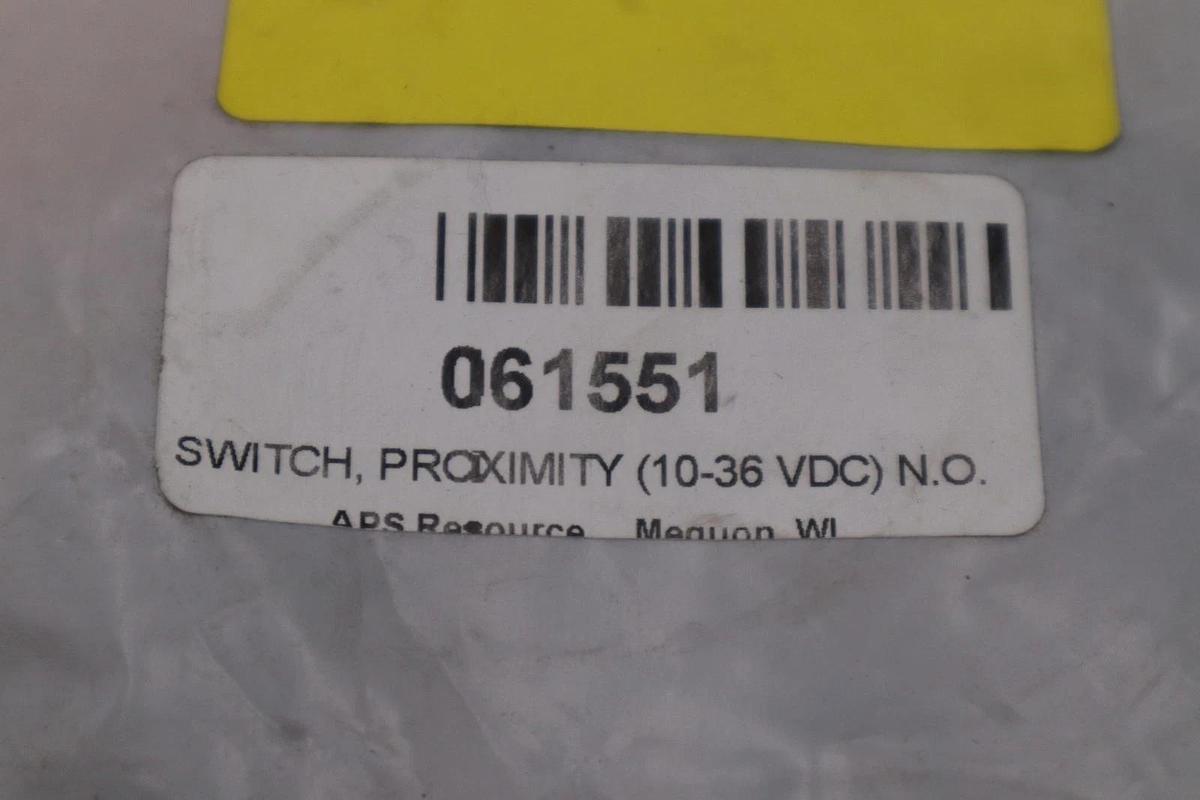 061551
SWITCH, PROXIMITY (10-36 VDC) N.O.
APS Resource Mequon, WI